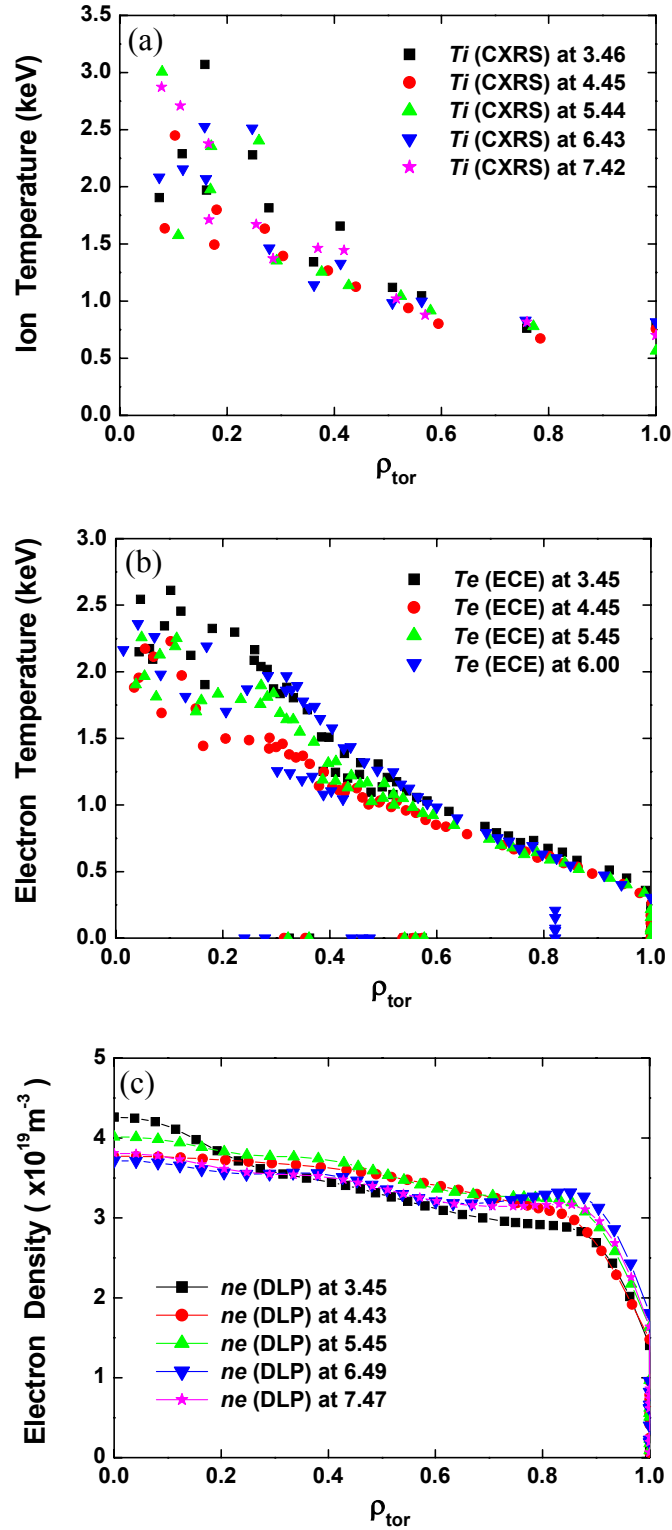 (a)
Ti (CXRS) at 3.46
Ti (CXRS) at 4.45
Ti (CXRS) at 5.44
Ti (CXRS) at 6.43
Ti (CXRS) at 7.42
Ion Temperature (keV)
3.5
3.0
2.5
2.0
1.5
1.0
0.5
0.0
0.0 0.2 0.4 0.6 0.8 1.0
ρtor
(b)
Te (ECE) at 3.45
Te (ECE) at 4.45
Te (ECE) at 5.45
Te (ECE) at 6.00
Electron Temperature (keV)
3.0
2.5
2.0
1.5
1.0
0.5
0.0
0.0 0.2 0.4 0.6 0.8 1.0
ρtor
(c)
ne (DLP) at 3.45
ne (DLP) at 4.43
ne (DLP) at 5.45
ne (DLP) at 6.49
ne (DLP) at 7.47
Electron Density ( x10¹⁹m⁻³)
5
4
3
2
1
0
0.0 0.2 0.4 0.6 0.8 1.0
ρtor